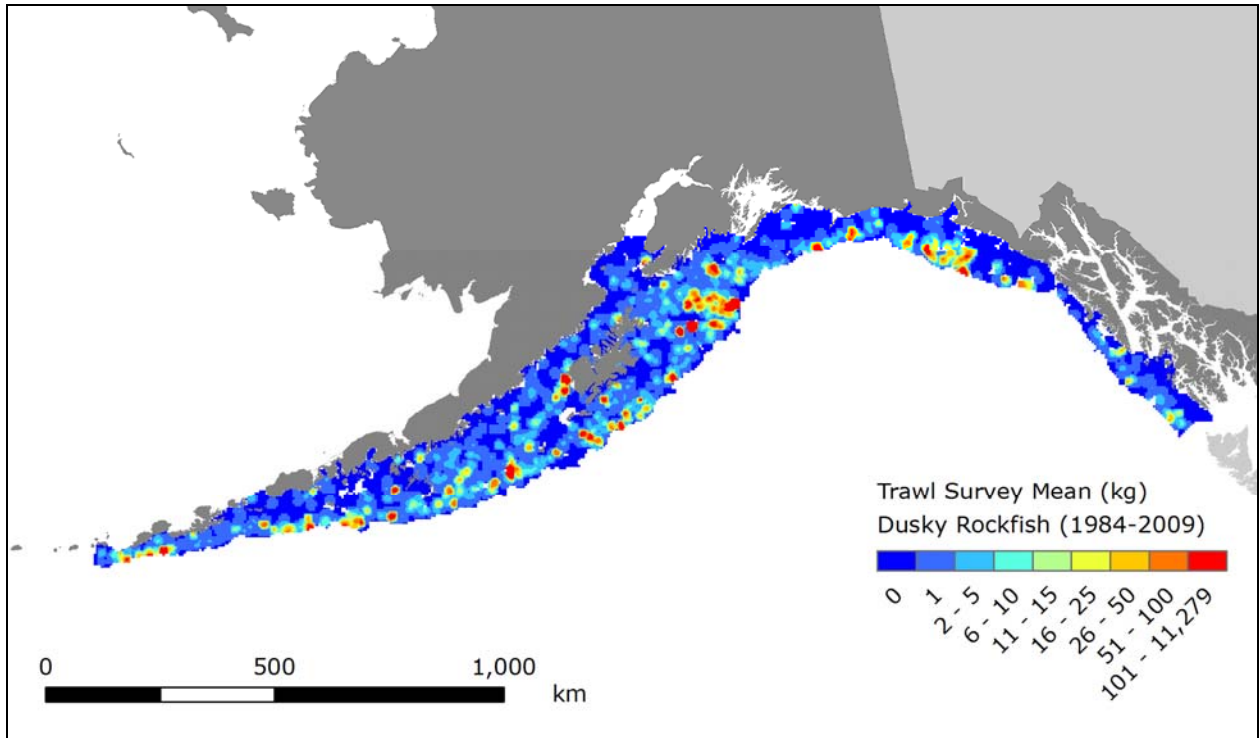 Trawl Survey Mean (kg)
Dusky Rockfish (1984-2009)
0
1
2 - 5
6 - 10
11 - 15
16 - 25
26 - 50
51 - 100
101 - 11,279
0 500 1,000
km